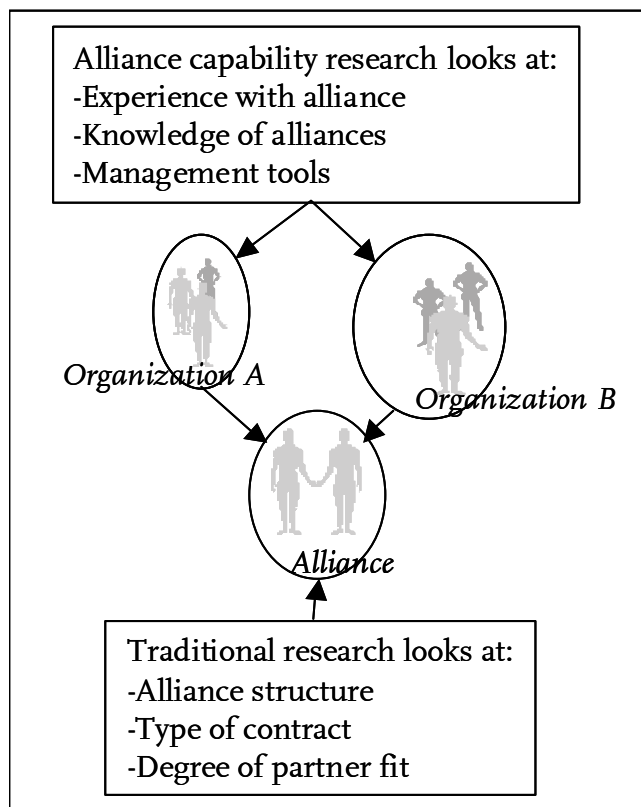 Alliance capability research looks at:
-Experience with alliance
-Knowledge of alliances
-Management tools
Organization A
Organization B
Alliance
Traditional research looks at:
-Alliance structure
-Type of contract
-Degree of partner fit